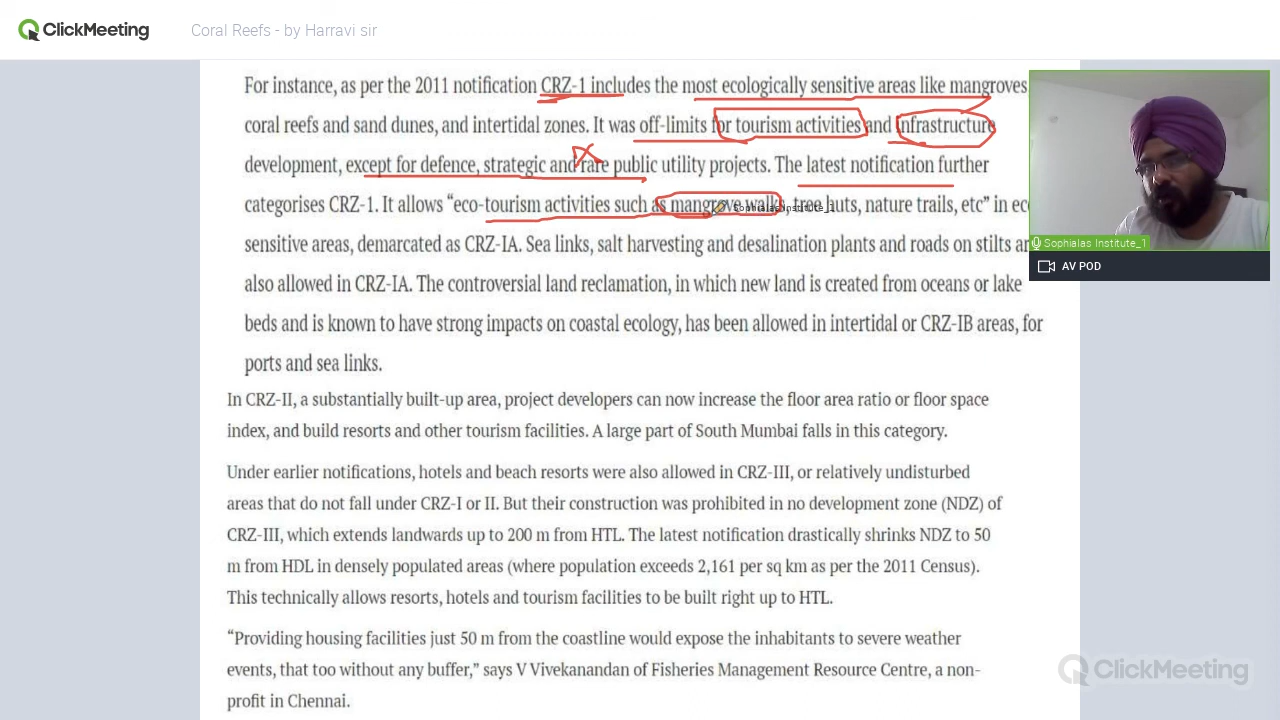 ClickMeeting
Coral Reefs - by Harravi sir
For instance, as per the 2011 notification CRZ-1 includes the most ecologically sensitive areas like mangroves,
coral reefs and sand dunes, and intertidal zones. It was off-limits for tourism activities and infrastructure
development, except for defence, strategic and rare public utility projects. The latest notification further
categorises CRZ-1. It allows “eco-tourism activities such as mangrove walks, tree huts, nature trails, etc” in eco-
Sophialas Institute_1
sensitive areas, demarcated as CRZ-IA. Sea links, salt harvesting and desalination plants and roads on stilts are
Sophialas Institute_1
AV POD
also allowed in CRZ-IA. The controversial land reclamation, in which new land is created from oceans or lake
beds and is known to have strong impacts on coastal ecology, has been allowed in intertidal or CRZ-IB areas, for
ports and sea links.
In CRZ-II, a substantially built-up area, project developers can now increase the floor area ratio or floor space
index, and build resorts and other tourism facilities. A large part of South Mumbai falls in this category.
Under earlier notifications, hotels and beach resorts were also allowed in CRZ-III, or relatively undisturbed
areas that do not fall under CRZ-I or II. But their construction was prohibited in no development zone (NDZ) of
CRZ-III, which extends landwards up to 200 m from HTL. The latest notification drastically shrinks NDZ to 50
m from HDL in densely populated areas (where population exceeds 2,161 per sq km as per the 2011 Census).
This technically allows resorts, hotels and tourism facilities to be built right up to HTL.
“Providing housing facilities just 50 m from the coastline would expose the inhabitants to severe weather
events, that too without any buffer,” says V Vivekanandan of Fisheries Management Resource Centre, a non-
profit in Chennai.
ClickMeeting